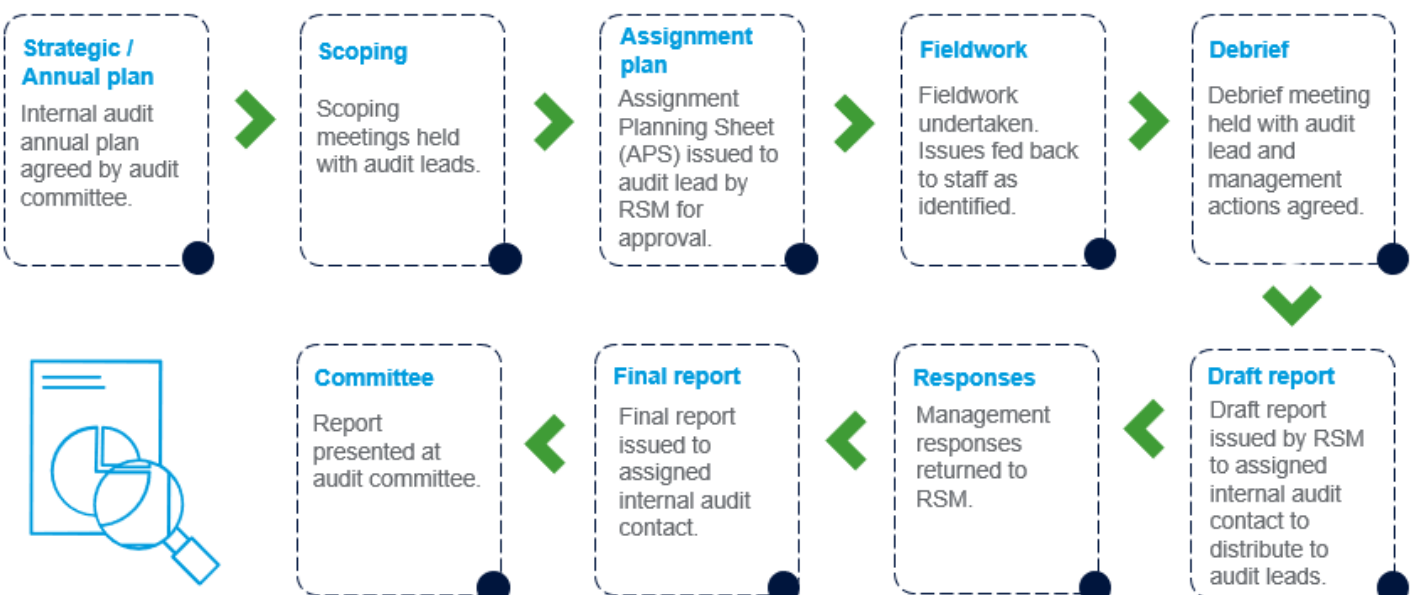 Strategic /
Annual plan
Internal audit
annual plan
agreed by audit
committee.
Scoping
Scoping
meetings held
with audit leads.
Assignment
plan
Assignment
Planning Sheet
(APS) issued to
audit lead by
RSM for
approval.
Fieldwork
Fieldwork
undertaken.
Issues fed back
to staff as
identified.
Debrief
Debrief meeting
held with audit
lead and
management
actions agreed.
Draft report
Draft report
issued by RSM
to assigned
internal audit
contact to
distribute to
audit leads.
Responses
Management
responses
returned to
RSM.
Final report
Final report
issued to
assigned
internal audit
contact.
Committee
Report
presented at
audit committee.